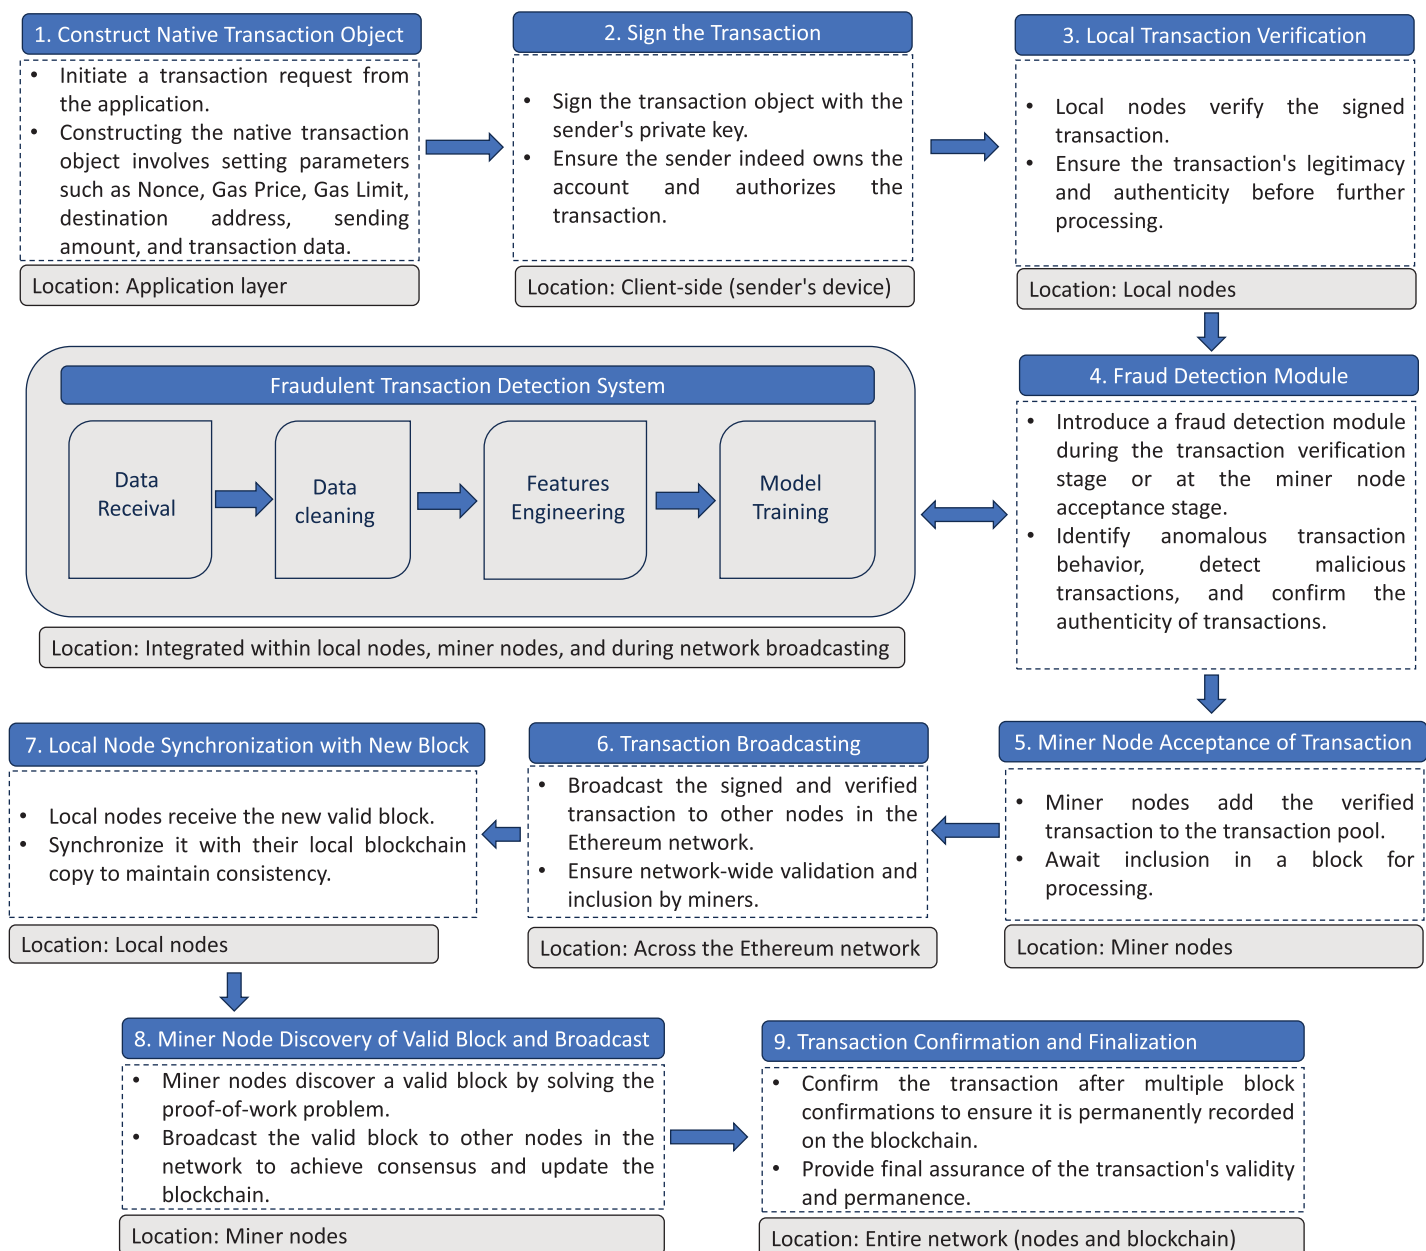 1. Construct Native Transaction Object
• Initiate a transaction request from
the application.
• Constructing the native transaction
object involves setting parameters
such as Nonce, Gas Price, Gas Limit,
destination address, sending
amount, and transaction data.
Location: Application layer
2. Sign the Transaction
• Sign the transaction object with the
sender's private key.
• Ensure the sender indeed owns the
account and authorizes the
transaction.
Location: Client-side (sender's device)
3. Local Transaction Verification
• Local nodes verify the signed
transaction.
• Ensure the transaction's legitimacy
and authenticity before further
processing.
Location: Local nodes
Fraudulent Transaction Detection System
Data
Receival
Data
cleaning
Features
Engineering
Model
Training
Location: Integrated within local nodes, miner nodes, and during network broadcasting
4. Fraud Detection Module
• Introduce a fraud detection module
during the transaction verification
stage or at the miner node
acceptance stage.
• Identify anomalous transaction
behavior, detect malicious
transactions, and confirm the
authenticity of transactions.
5. Miner Node Acceptance of Transaction
• Miner nodes add the verified
transaction to the transaction pool.
• Await inclusion in a block for
processing.
Location: Miner nodes
6. Transaction Broadcasting
• Broadcast the signed and verified
transaction to other nodes in the
Ethereum network.
• Ensure network-wide validation and
inclusion by miners.
Location: Across the Ethereum network
7. Local Node Synchronization with New Block
• Local nodes receive the new valid block.
• Synchronize it with their local blockchain
copy to maintain consistency.
Location: Local nodes
8. Miner Node Discovery of Valid Block and Broadcast
• Miner nodes discover a valid block by solving the
proof-of-work problem.
• Broadcast the valid block to other nodes in the
network to achieve consensus and update the
blockchain.
Location: Miner nodes
9. Transaction Confirmation and Finalization
• Confirm the transaction after multiple block
confirmations to ensure it is permanently recorded
on the blockchain.
• Provide final assurance of the transaction's validity
and permanence.
Location: Entire network (nodes and blockchain)